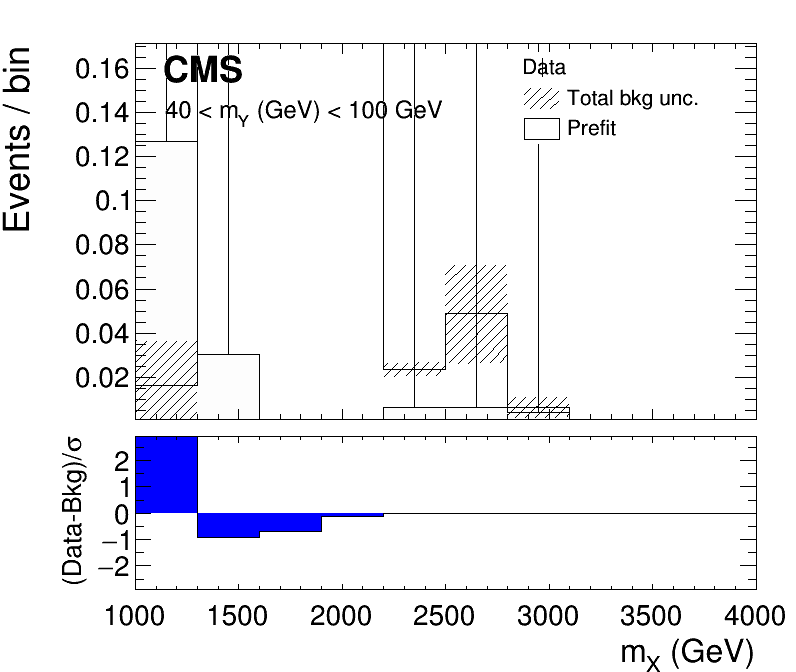 Events / bin
0.16
0.14
0.12
0.1
0.08
0.06
0.04
0.02
CMS
40 < mY (GeV) < 100 GeV
Data
Total bkg unc.
Prefit
(Data-Bkg)/σ
2
1
0
−1
−2
1000 1500 2000 2500 3000 3500 4000
mX (GeV)